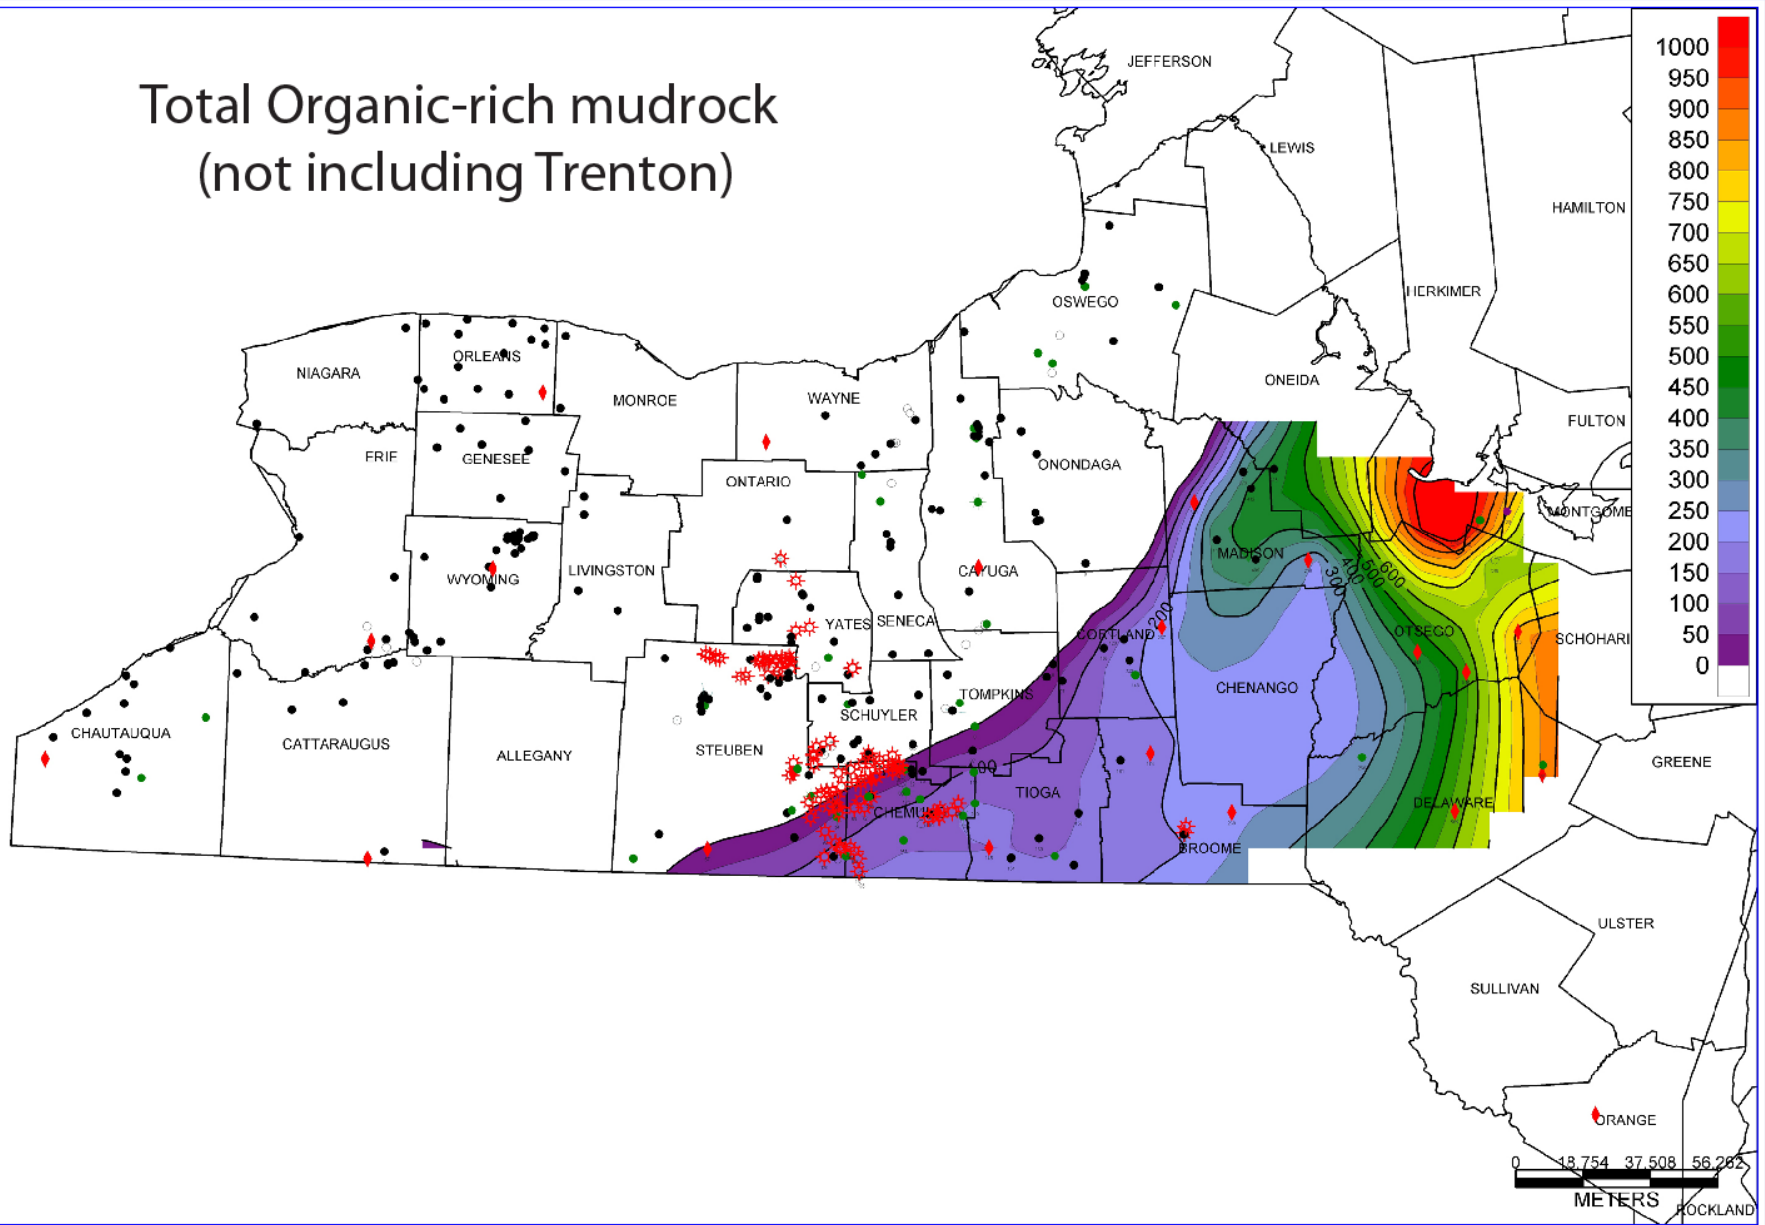 Total Organic-rich mudrock
(not including Trenton)
JEFFERSON
LEWIS
HAMILTON
HERKIMER
OSWEGO
ONEIDA
FULTON
NIAGARA
ORLEANS
MONROE
WAYNE
FRIF
GENESEE
ONTARIO
ONONDAGA
MONTGOME
WYOMING
LIVINGSTON
CAYUGA
MADISON
YATES
SENECA
CORTLAND
OTSEGO
SCHOHARI
CHENANGO
TOMPKINS
SCHUYLER
CHAUTAUQUA
CATTARAUGUS
ALLEGANY
STEUBEN
GREENE
TIOGA
DELAWARE
BROOME
ULSTER
SULLIVAN
ORANGE
ROCKLAND
200
300
400
500
600
1000
950
900
850
800
750
700
650
600
550
500
450
400
350
300
250
200
150
100
50
0
0 18,754 37,508 56,262
METERS